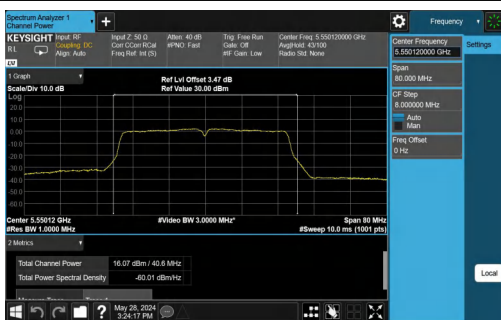 Spectrum Analyzer 1
Channel Power
Frequency
KEYSIGHT
Input: RF
Coupling: DC
Align: Auto
Input Z: 50 Ω
Corr CCorr RCal
Freq Ref: Int (S)
Atten: 40 dB
#PNO: Fast
Trig: Free Run
Gate: Off
#IF Gain: Low
Center Freq: 5.550120000 GHz
Avg|Hold: 43/100
Radio Std: None
RL
Center Frequency
5.550120000 GHz
Settings
Span
80.000 MHz
CF Step
8.000000 MHz
Auto
Man
Freq Offset
0 Hz
1 Graph
Scale/Div 10.0 dB
Ref Lvl Offset 3.47 dB
Ref Value 30.00 dBm
Log
20.0
10.0
0.00
-10.0
-20.0
-30.0
-40.0
-50.0
-60.0
Center 5.55012 GHz
#Res BW 1.0000 MHz
#Video BW 3.0000 MHz*
Span 80 MHz
#Sweep 10.0 ms (1001 pts)
2 Metrics
Total Channel Power
16.07 dBm / 40.6 MHz
Total Power Spectral Density
-60.01 dBm/Hz
Local
May 28, 2024
3:24:17 PM